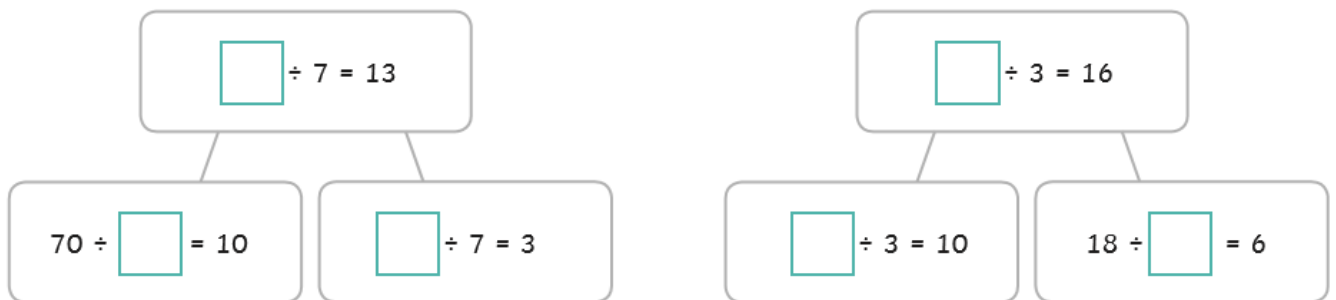 ÷ 7 = 13
÷ 3 = 16
70 ÷ = 10
÷ 7 = 3
÷ 3 = 10
18 ÷ = 6